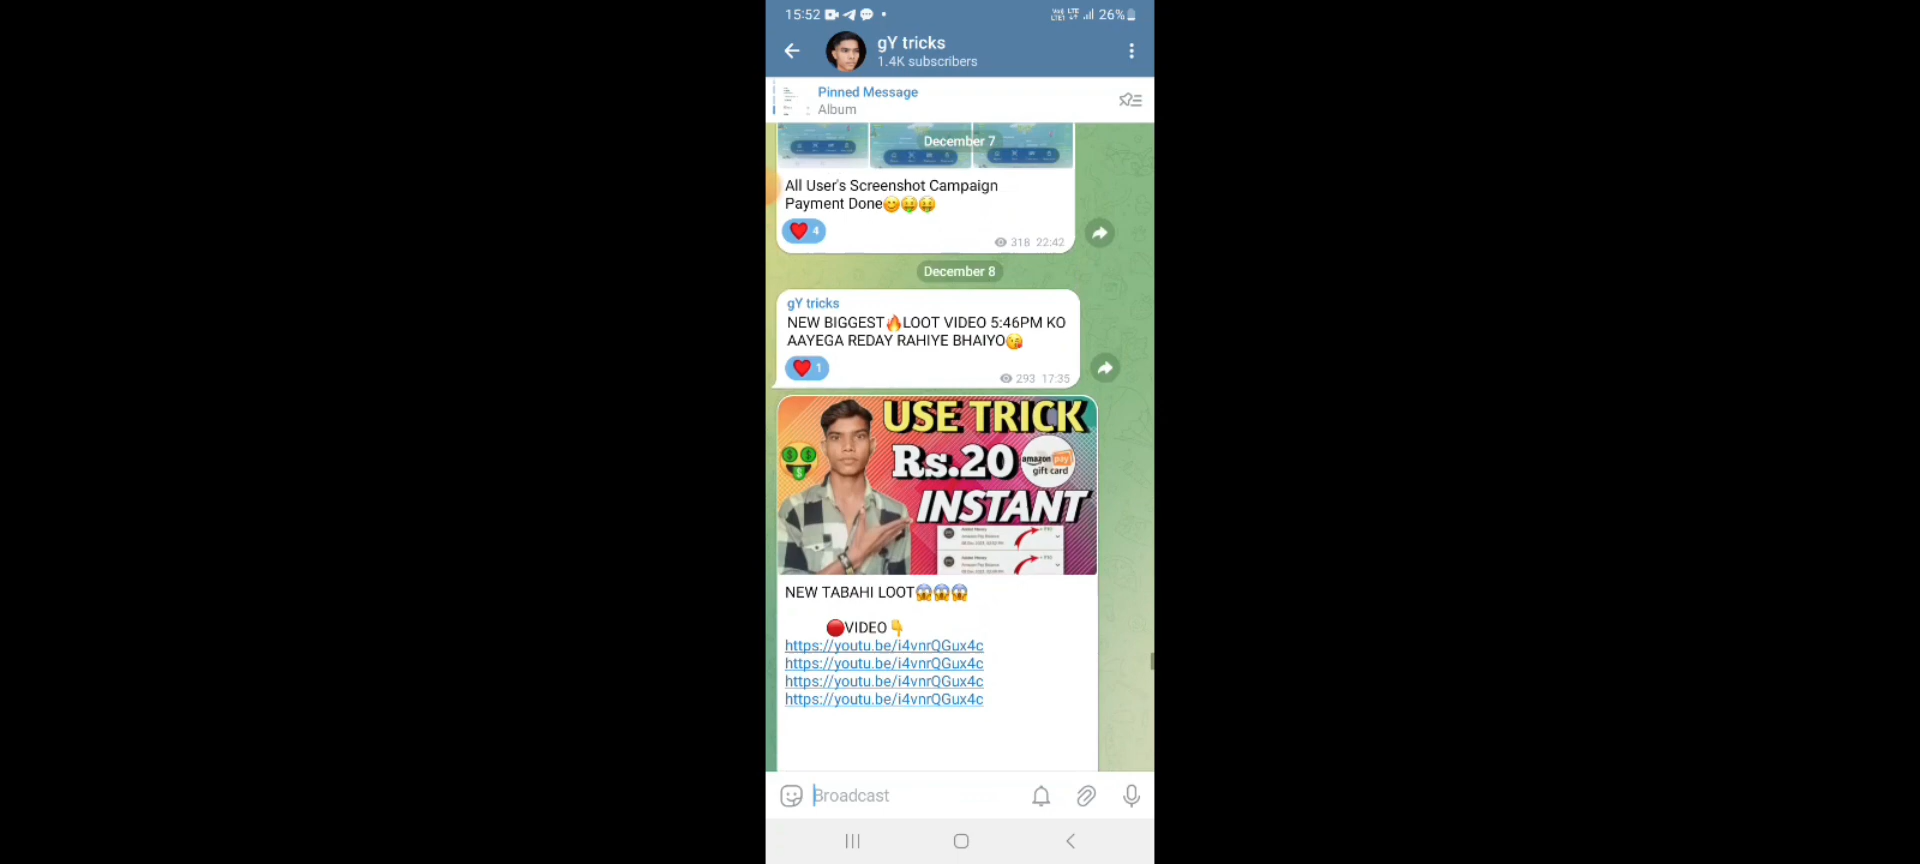 15:52
26%
gY tricks
1.4K subscribers
Pinned Message
Album
December 7
All User's Screenshot Campaign
Payment Done😊🤑🤑
❤️ 4
318 22:42
December 8
gY tricks
NEW BIGGEST🔥LOOT VIDEO 5:46PM KO
AAYEGA REDAY RAHIYE BHAIYO😘
❤️ 1
293 17:35
USE TRICK
Rs.20
amazon pay
gift card
INSTANT
NEW TABAHI LOOT😱😱😱
🔴VIDEO👇
https://youtu.be/i4vnrQGux4c
https://youtu.be/i4vnrQGux4c
https://youtu.be/i4vnrQGux4c
https://youtu.be/i4vnrQGux4c
Broadcast